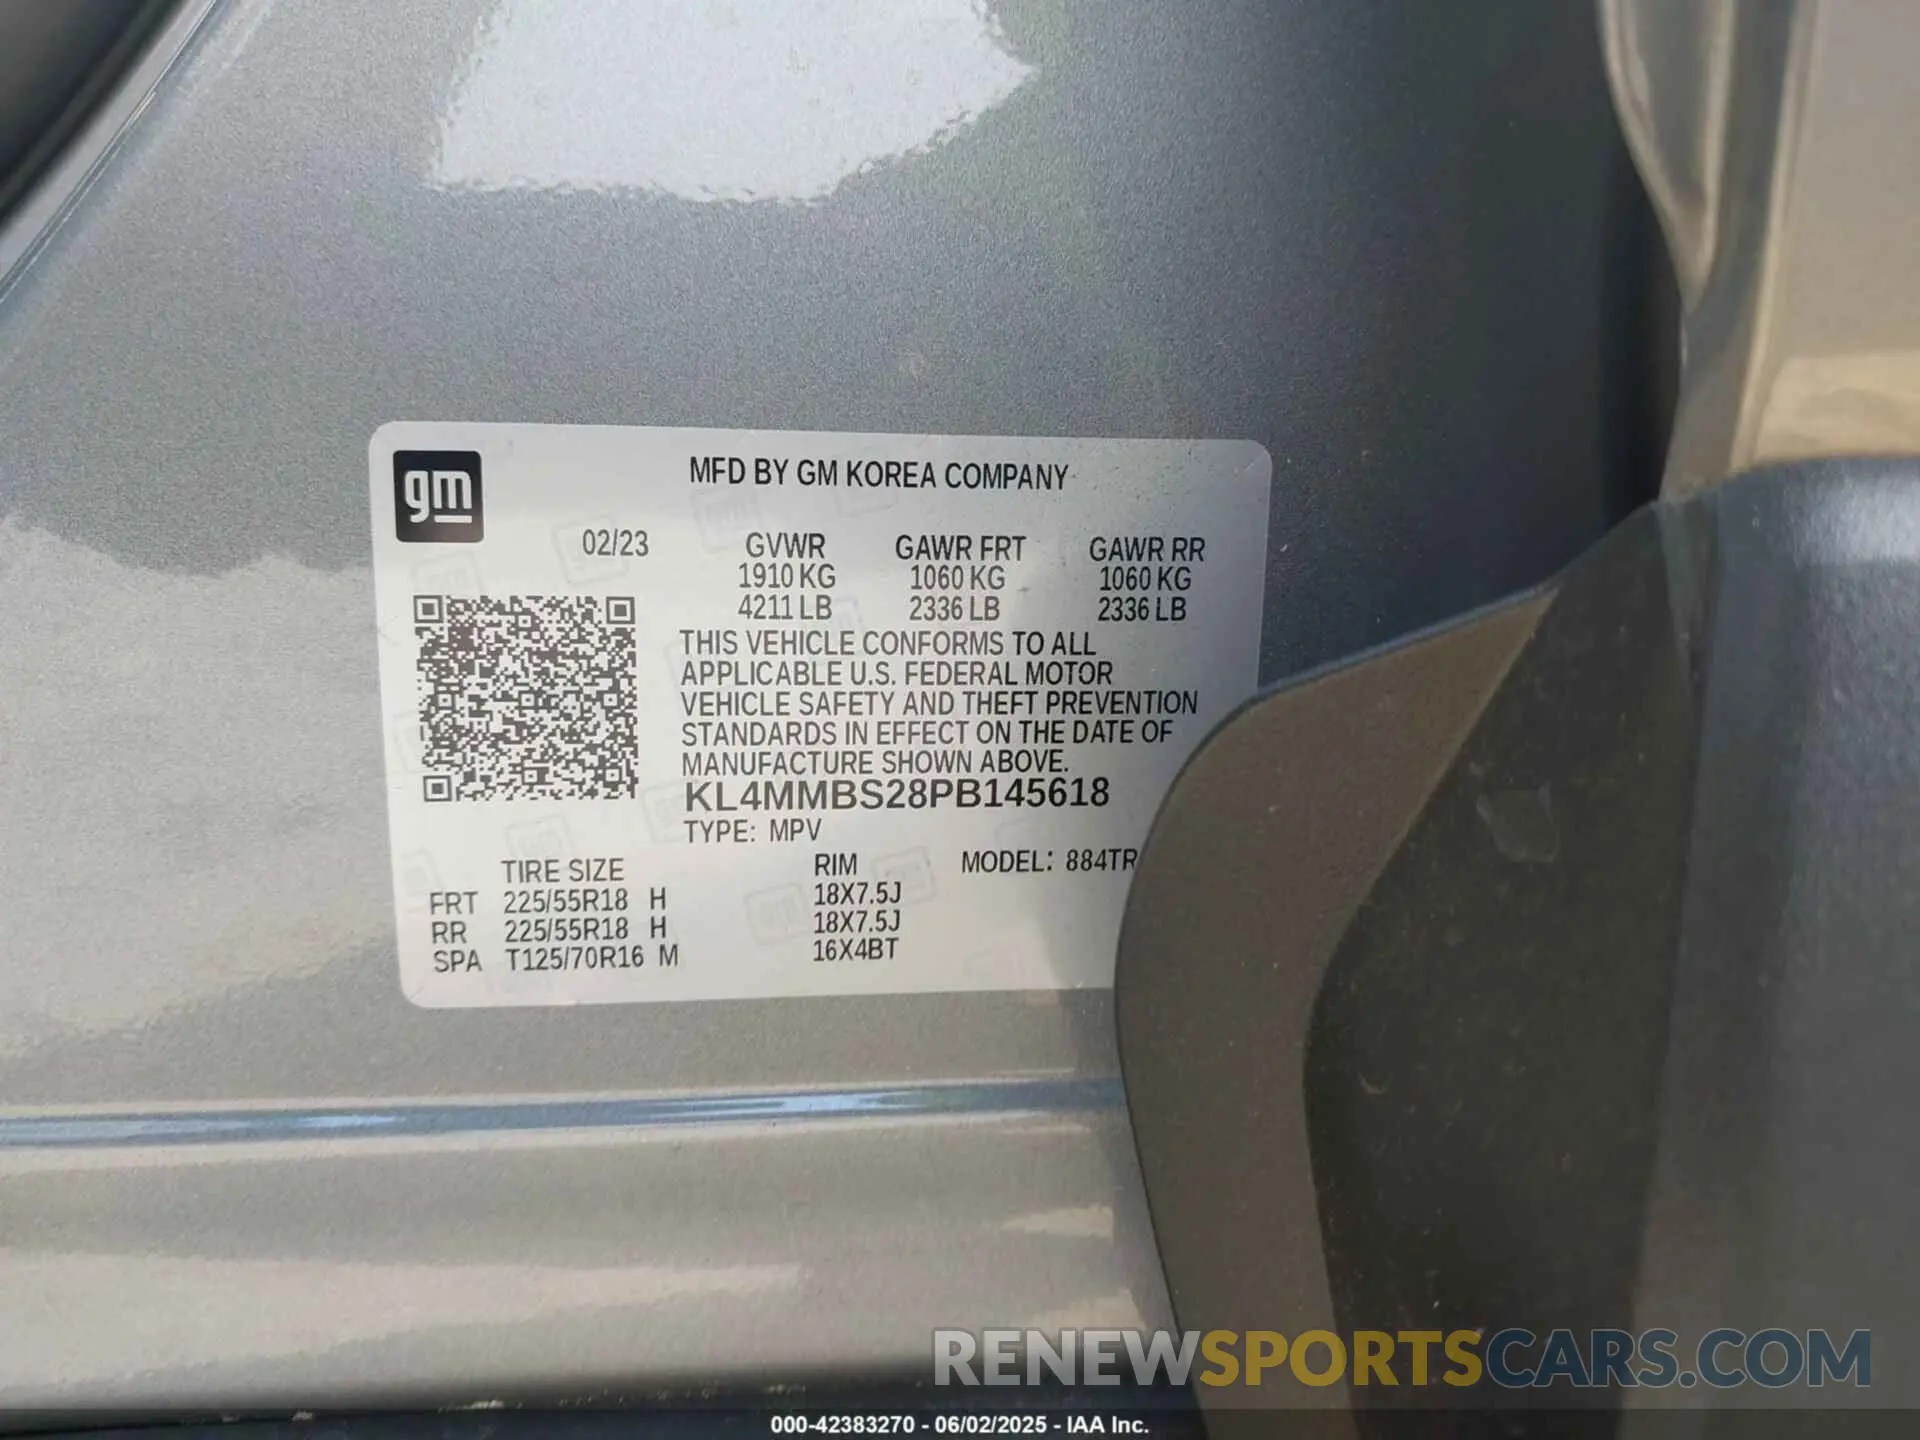 gm
MFD BY GM KOREA COMPANY
02/23 GVWR GAWR FRT GAWR RR
1910 KG 1060 KG 1060 KG
4211 LB 2336 LB 2336 LB
THIS VEHICLE CONFORMS TO ALL
APPLICABLE U.S. FEDERAL MOTOR
VEHICLE SAFETY AND THEFT PREVENTION
STANDARDS IN EFFECT ON THE DATE OF
MANUFACTURE SHOWN ABOVE.
KL4MMBS28PB145618
TYPE: MPV
TIRE SIZE RIM MODEL: 884TR
FRT 225/55R18 H 18X7.5J
RR 225/55R18 H 18X7.5J
SPA T125/70R16 M 16X4BT
RENEWSPORTSCARS.COM
000-42383270 - 06/02/2025 - IAA Inc.